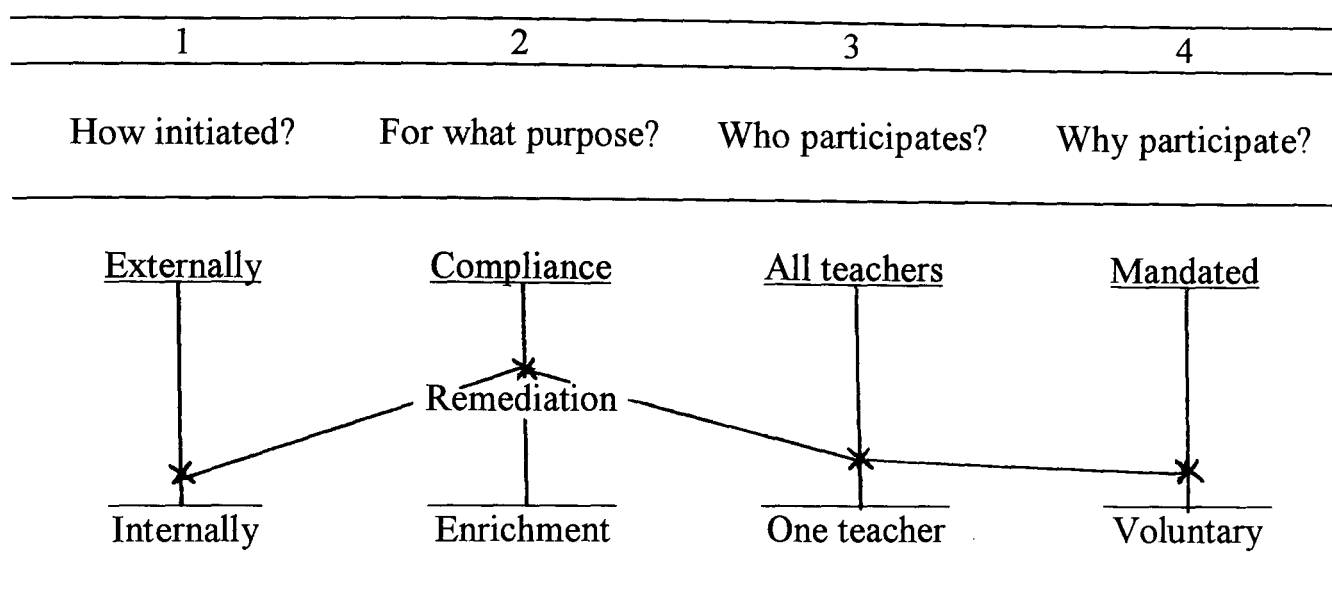 1 2 3 4
How initiated? For what purpose? Who participates? Why participate?
Externally Compliance All teachers Mandated
Remediation
Internally Enrichment One teacher Voluntary